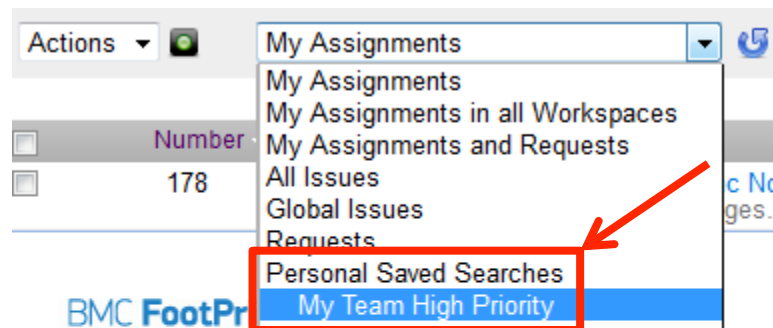 Actions My Assignments
My Assignments
My Assignments in all Workspaces
Number My Assignments and Requests
178 All Issues
Global Issues ges.
Requests
Personal Saved Searches
My Team High Priority
BMC